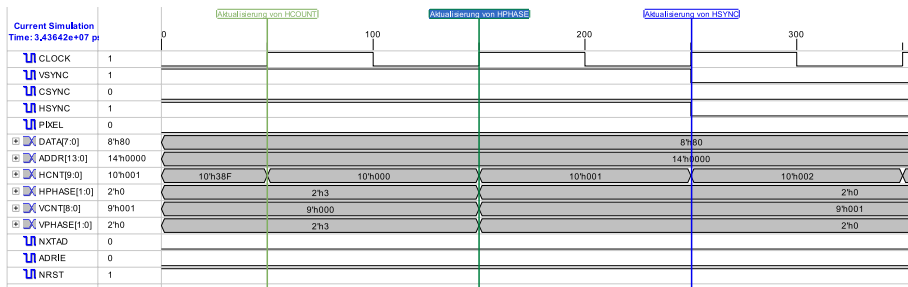 Aktualisierung von HCOUNT
Aktualisierung von HPHASE
Aktualisierung von HSYNC
Current Simulation
Time: 3,43642e+07 ps
0
100
200
300
CLOCK 1
VSYNC 1
CSYNC 0
HSYNC 1
PIXEL 0
DATA[7:0] 8'h80 8'h80
ADDR[13:0] 14'h0000 14'h0000
HCNT[9:0] 10'h001 10'h38F 10'h000 10'h001 10'h002
HPHASE[1:0] 2'h0 2'h3 2'h0
VCNT[8:0] 9'h001 9'h000 9'h001
VPHASE[1:0] 2'h0 2'h3 2'h0
NXTAD 0
ADRIE 0
NRST 1